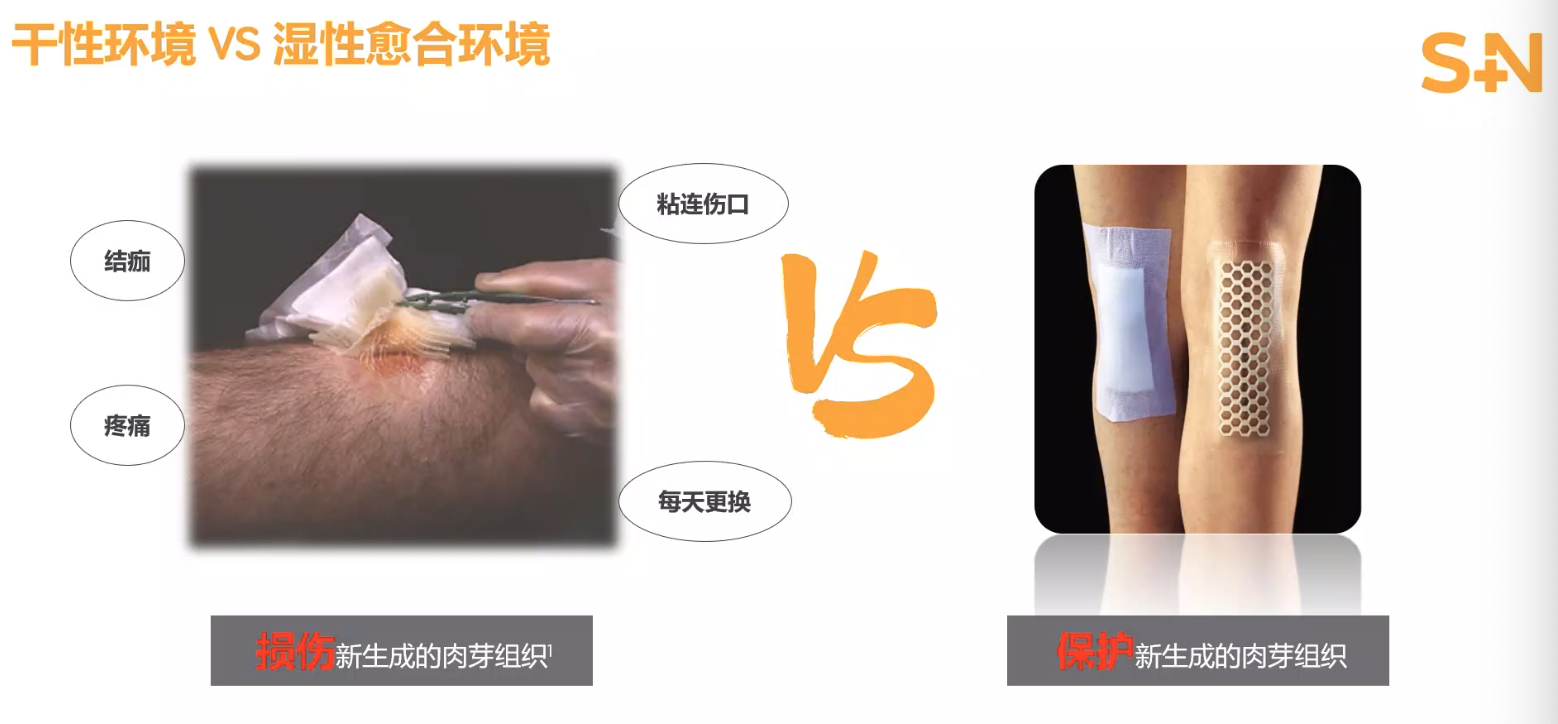 干性环境 VS 湿性愈合环境
S+N
结痂
疼痛
粘连伤口
每天更换
VS
损伤新生成的肉芽组织1
保护新生成的肉芽组织